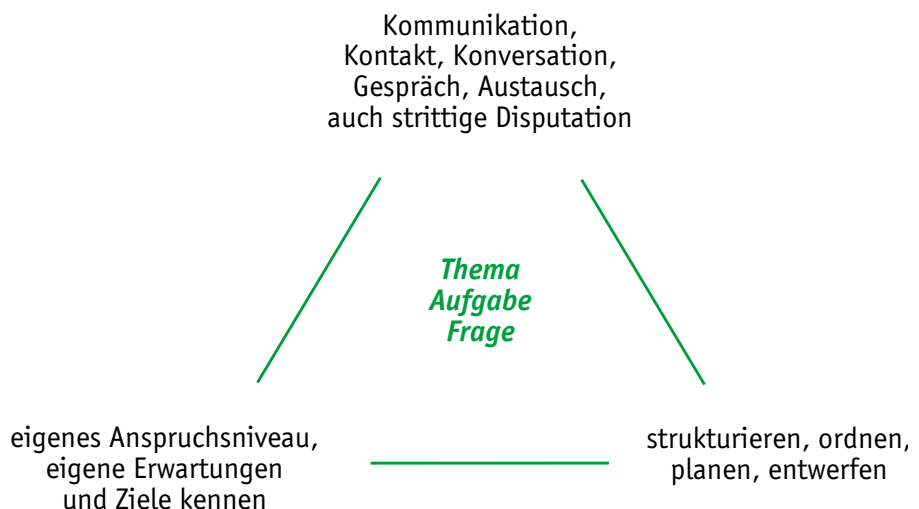 Kommunikation,
Kontakt, Konversation,
Gespräch, Austausch,
auch strittige Disputation
Thema
Aufgabe
Frage
eigenes Anspruchsniveau,
eigene Erwartungen
und Ziele kennen
strukturieren, ordnen,
planen, entwerfen